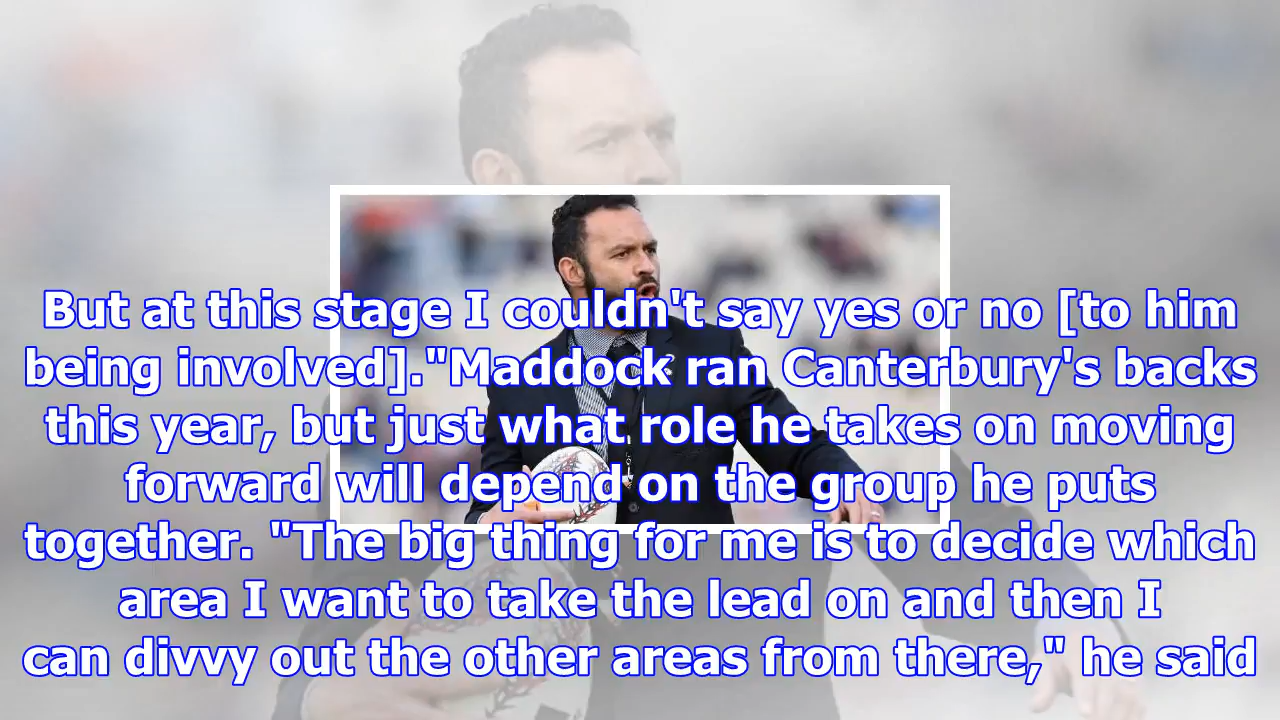 But at this stage I couldn't say yes or no [to him
being involved]."Maddock ran Canterbury's backs
this year, but just what role he takes on moving
forward will depend on the group he puts
together. "The big thing for me is to decide which
area I want to take the lead on and then I
can divvy out the other areas from there," he said